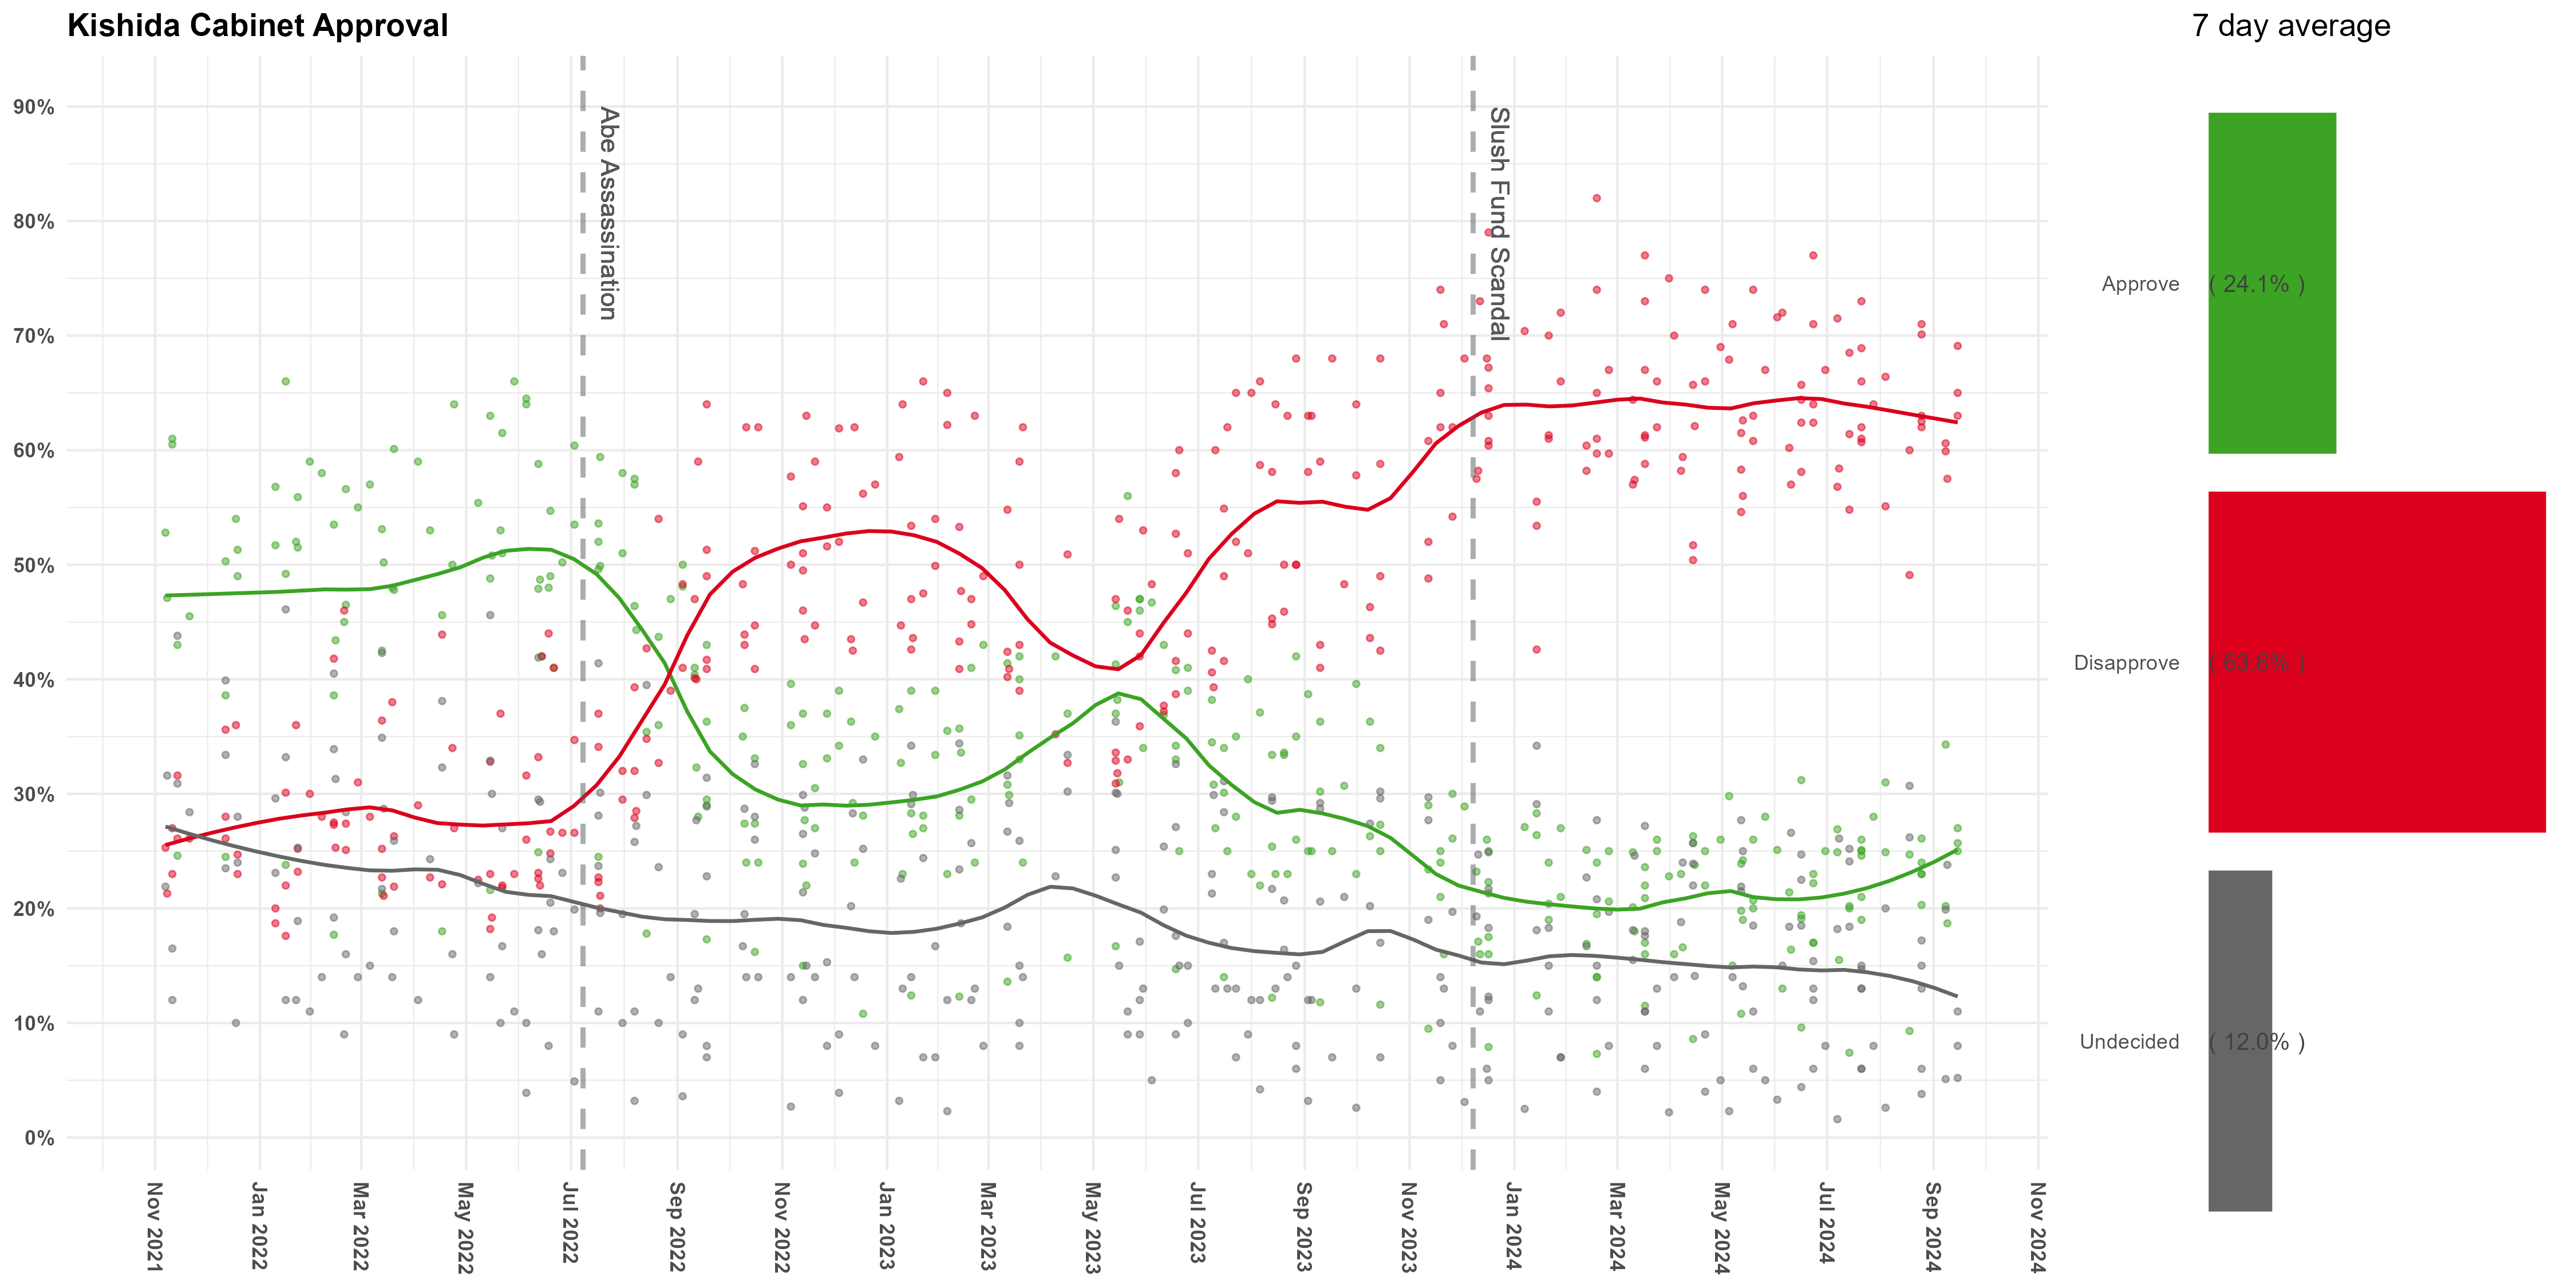 Kishida Cabinet Approval
7 day average
90%
80%
70%
60%
50%
40%
30%
20%
10%
0%
Abe Assassination
Slush Fund Scandal
Nov 2021
Jan 2022
Mar 2022
May 2022
Jul 2022
Sep 2022
Nov 2022
Jan 2023
Mar 2023
May 2023
Jul 2023
Sep 2023
Nov 2023
Jan 2024
Mar 2024
May 2024
Jul 2024
Sep 2024
Nov 2024
Approve ( 24.1% )
Disapprove ( 63.6% )
Undecided ( 12.0% )